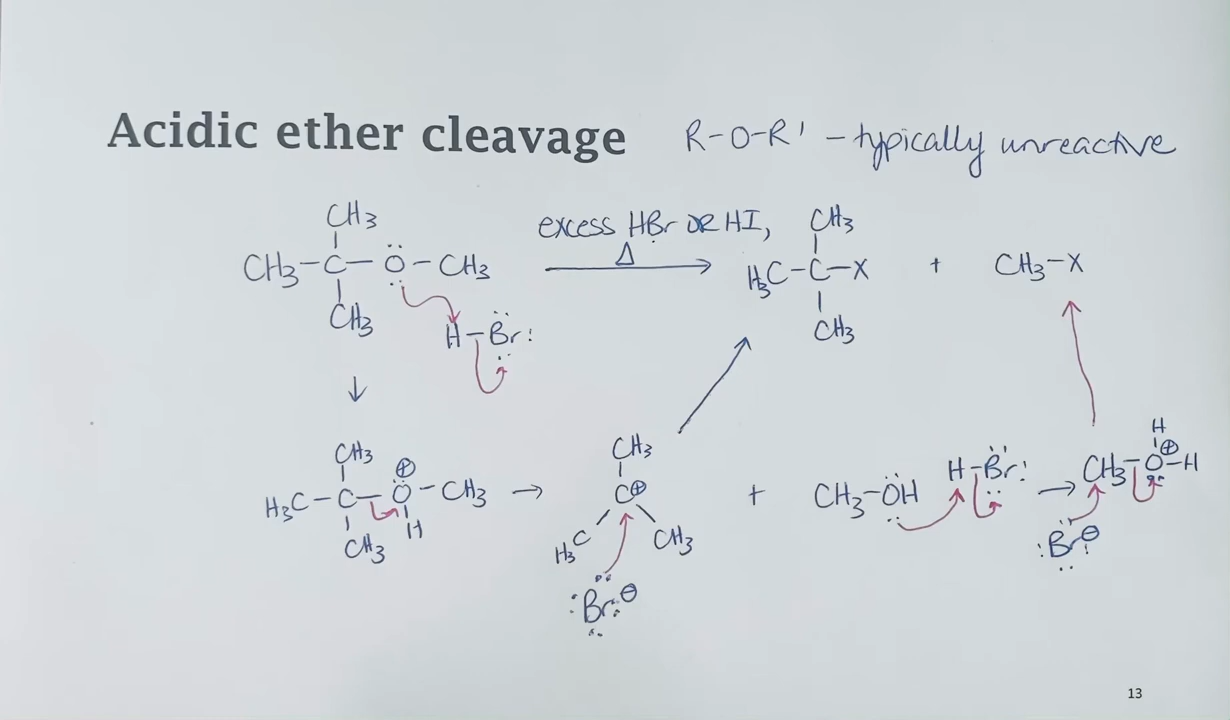 Acidic ether cleavage R-O-R' - typically unreactive
CH3 excess HBr OR HI, CH3
CH3-C-O-CH3 Δ H3C-C-X + CH3-X
CH3 H-Br: CH3
CH3 CH3 H
H3C-C-O⊕-CH3 C⊕ + CH3-OH H-Br: CH3-O⊕-H
CH3 H H3C CH3 :Br⊖
:Br:⊖
13